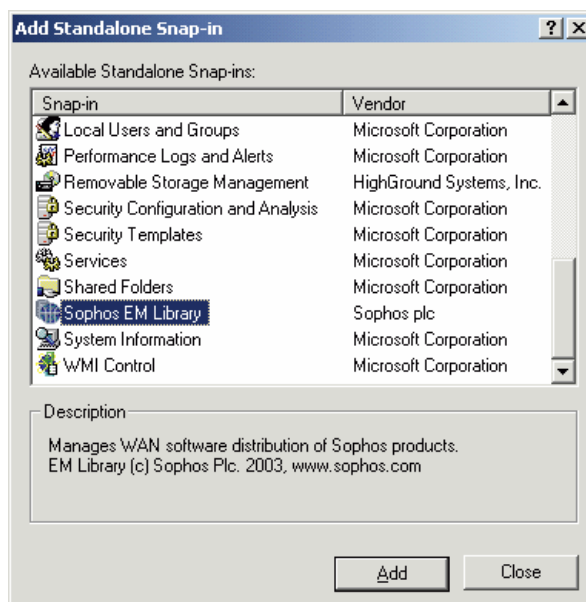 Add Standalone Snap-in
Available Standalone Snap-ins:
Snap-in Vendor
Local Users and Groups Microsoft Corporation
Performance Logs and Alerts Microsoft Corporation
Removable Storage Management HighGround Systems, Inc.
Security Configuration and Analysis Microsoft Corporation
Security Templates Microsoft Corporation
Services Microsoft Corporation
Shared Folders Microsoft Corporation
Sophos EM Library Sophos plc
System Information Microsoft Corporation
WMI Control Microsoft Corporation
Description
Manages WAN software distribution of Sophos products.
EM Library (c) Sophos Plc. 2003, www.sophos.com
Add Close